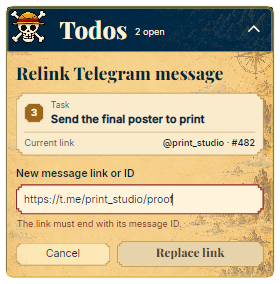 Todos 2 open
Relink Telegram message
3
Task
Send the final poster to print
Current link @print_studio · #482
New message link or ID
https://t.me/print_studio/proof
The link must end with its message ID.
Cancel Replace link